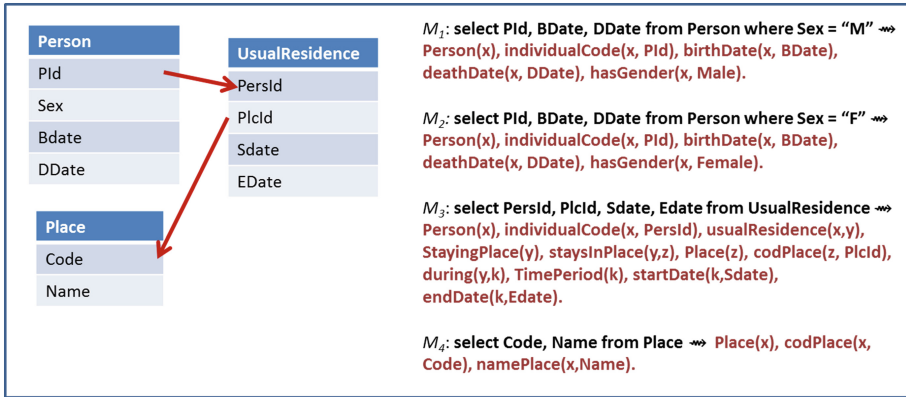 Person
PId
Sex
Bdate
DDate
UsualResidence
PersId
PlcId
Sdate
EDate
Place
Code
Name
M1: select PId, BDate, DDate from Person where Sex = “M” ⇝
Person(x), individualCode(x, PId), birthDate(x, BDate),
deathDate(x, DDate), hasGender(x, Male).
M2: select PId, BDate, DDate from Person where Sex = “F” ⇝
Person(x), individualCode(x, PId), birthDate(x, BDate),
deathDate(x, DDate), hasGender(x, Female).
M3: select PersId, PlcId, Sdate, Edate from UsualResidence ⇝
Person(x), individualCode(x, PersId), usualResidence(x,y),
StayingPlace(y), staysInPlace(y,z), Place(z), codPlace(z, PlcId),
during(y,k), TimePeriod(k), startDate(k,Sdate),
endDate(k,Edate).
M4: select Code, Name from Place ⇝ Place(x), codPlace(x,
Code), namePlace(x,Name).